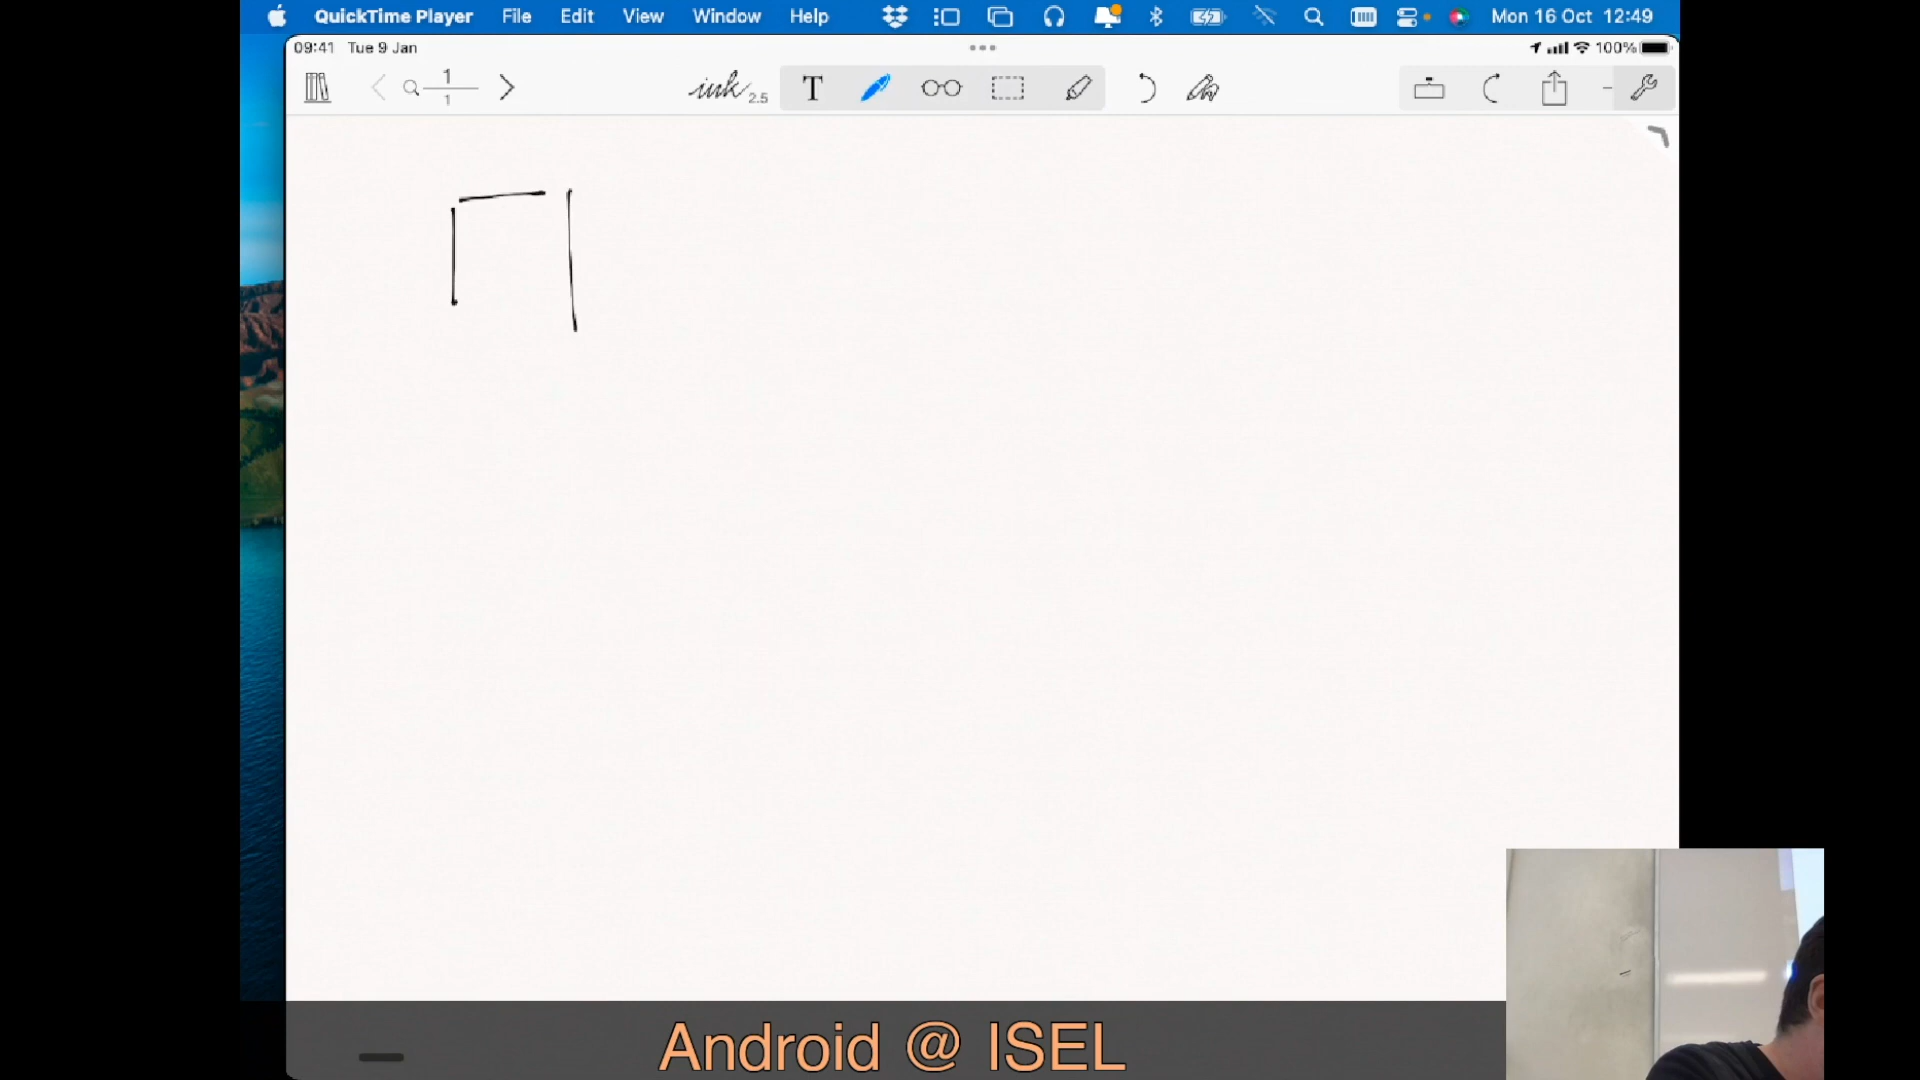 QuickTime Player File Edit View Window Help Mon 16 Oct 12:49
09:41 Tue 9 Jan 100%
1
1
ink 2.5 T
Android @ ISEL